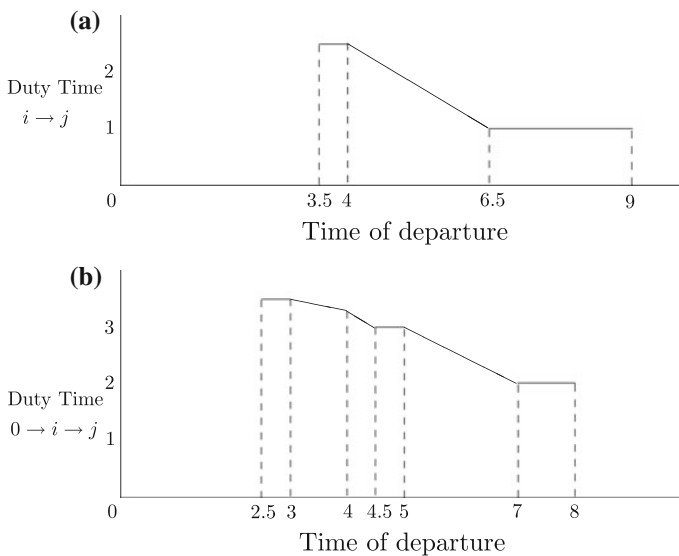 (a)
2
Duty Time
i → j
1
0
3.5 4 6.5 9
Time of departure
(b)
3
2
Duty Time
0 → i → j
1
0
2.5 3 4 4.5 5 7 8
Time of departure